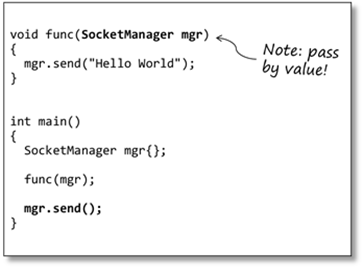 void func(SocketManager mgr)
{
mgr.send("Hello World");
}
Note: pass
by value!
int main()
{
SocketManager mgr{};
func(mgr);
mgr.send();
}